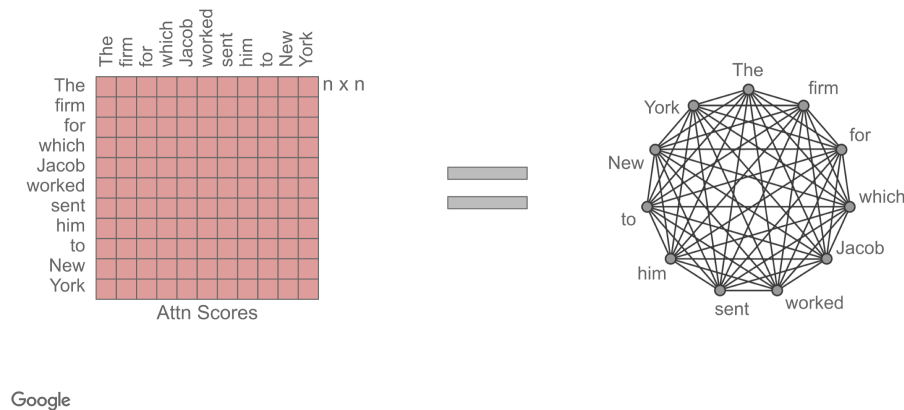 The firm for which Jacob worked sent him to New York
The n x n
firm
for
which
Jacob
worked
sent
him
to
New
York
Attn Scores
The
York firm
New for
to which
him Jacob
sent worked
Google